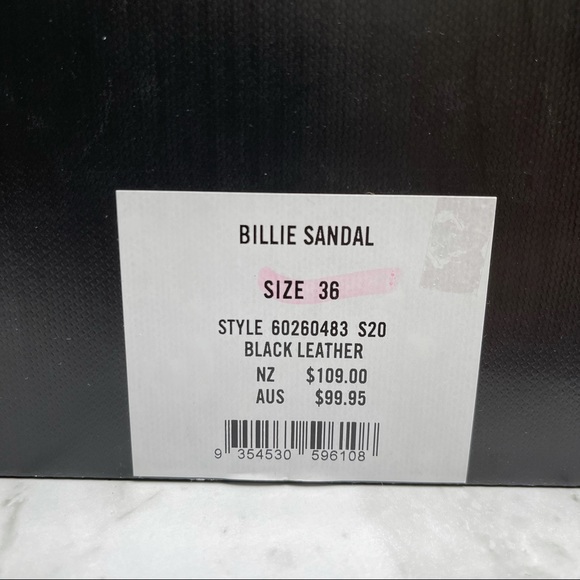 BILLIE SANDAL
SIZE 36
STYLE 60260483 S20
BLACK LEATHER
NZ $109.00
AUS $99.95
9 354530 596108